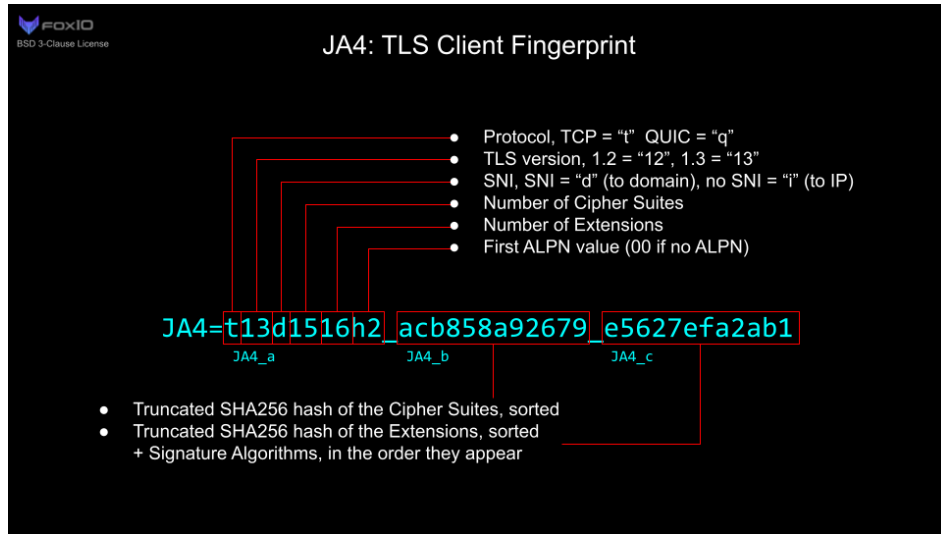 FOXIO
BSD 3-Clause License
JA4: TLS Client Fingerprint
● Protocol, TCP = “t”  QUIC = “q”
● TLS version, 1.2 = “12”, 1.3 = “13”
● SNI, SNI = “d” (to domain), no SNI = “i” (to IP)
● Number of Cipher Suites
● Number of Extensions
● First ALPN value (00 if no ALPN)
JA4=t13d1516h2_acb858a92679_e5627efa2ab1
JA4_a JA4_b JA4_c
● Truncated SHA256 hash of the Cipher Suites, sorted
● Truncated SHA256 hash of the Extensions, sorted
+ Signature Algorithms, in the order they appear